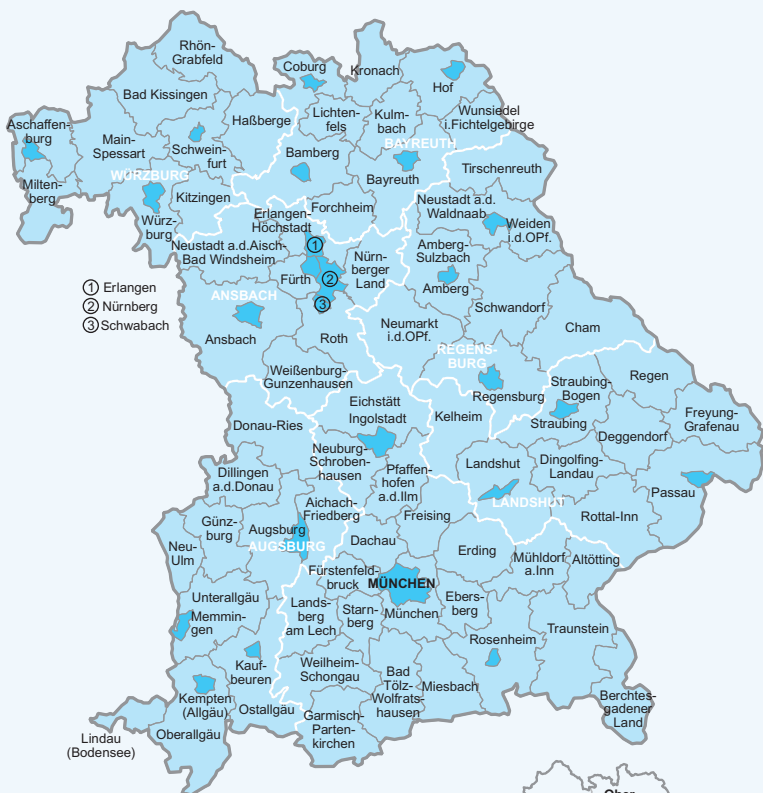 Rhön-
Grabfeld
Coburg
Kronach
Hof
Bad Kissingen
Lichten-
fels
Kulm-
bach
Wunsiedel
i.Fichtelgebirge
Aschaffen-
burg
Main-
Spessart
Schwein-
furt
Haßberge
BAYREUTH
Bamberg
Bayreuth
Tirschenreuth
WÜRZBURG
Milten-
berg
Kitzingen
Würz-
burg
Forchheim
Erlangen-
Höchstadt
Neustadt a.d.
Waldnaab
Weiden
i.d.OPf.
Neustadt a.d.Aisch-
Bad Windsheim
Nürn-
berger
Land
Amberg-
Sulzbach
Amberg
Fürth
1
2
3
① Erlangen
② Nürnberg
③ Schwabach
ANSBACH
Ansbach
Roth
Neumarkt
i.d.OPf.
Schwandorf
Cham
Weißenburg-
Gunzenhausen
REGENS-
BURG
Regensburg
Straubing-
Bogen
Straubing
Regen
Freyung-
Grafenau
Deggendorf
Donau-Ries
Eichstätt
Ingolstadt
Kelheim
Neuburg-
Schroben-
hausen
Pfaffen-
hofen
a.d.Ilm
Landshut
LANDSHUT
Dingolfing-
Landau
Passau
Rottal-Inn
Dillingen
a.d.Donau
Aichach-
Friedberg
Freising
Günz-
burg
Augsburg
AUGSBURG
Neu-
Ulm
Dachau
Erding
Mühldorf
a.Inn
Altötting
Fürstenfeld-
bruck
MÜNCHEN
München
Ebers-
berg
Unterallgäu
Memmin-
gen
Lands-
berg
am Lech
Starn-
berg
Rosenheim
Traunstein
Kauf-
beuren
Weilheim-
Schongau
Bad
Tölz-
Wolfrats-
hausen
Miesbach
Berchtes-
gadener
Land
Kempten
(Allgäu)
Ostallgäu
Garmisch-
Parten-
kirchen
Lindau
(Bodensee)
Oberallgäu
Ober-